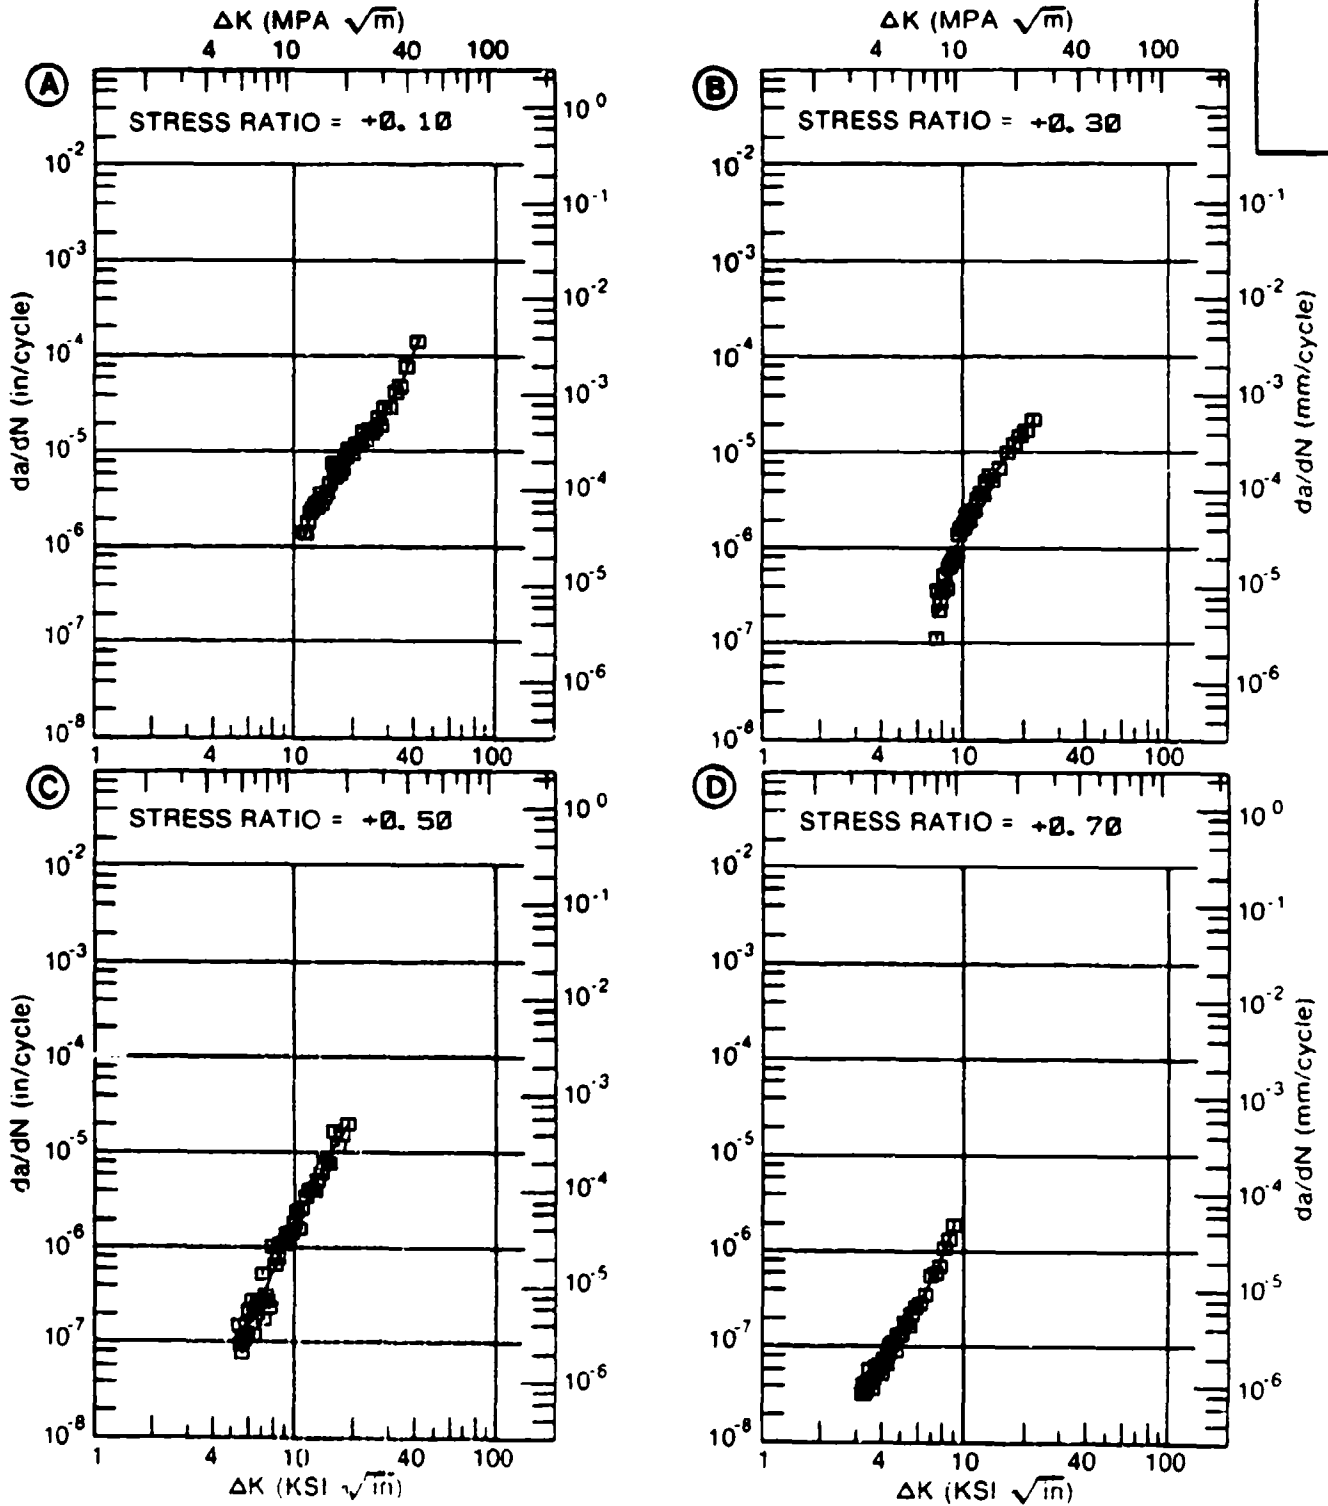 ΔK (MPA √m) ΔK (MPA √m)
4 10 40 100 4 10 40 100
A B
STRESS RATIO = +0.10 STRESS RATIO = +0.30
10⁰
10⁻² 10⁻²
10⁻¹ 10⁻¹
10⁻³ 10⁻³
10⁻² 10⁻²
10⁻⁴ 10⁻⁴
10⁻³ 10⁻³
10⁻⁵ 10⁻⁵
10⁻⁴ 10⁻⁴
10⁻⁶ 10⁻⁶
10⁻⁵ 10⁻⁵
10⁻⁷ 10⁻⁷
10⁻⁶ 10⁻⁶
10⁻⁸ 10⁻⁸
da/dN (in/cycle) da/dN (mm/cycle)
1 4 10 40 100 1 4 10 40 100
C D
STRESS RATIO = +0.50 STRESS RATIO = +0.70
10⁰ 10⁰
10⁻² 10⁻²
10⁻¹ 10⁻¹
10⁻³ 10⁻³
10⁻² 10⁻²
10⁻⁴ 10⁻⁴
10⁻³ 10⁻³
10⁻⁵ 10⁻⁵
10⁻⁴ 10⁻⁴
10⁻⁶ 10⁻⁶
10⁻⁵ 10⁻⁵
10⁻⁷ 10⁻⁷
10⁻⁶ 10⁻⁶
10⁻⁸ 10⁻⁸
da/dN (in/cycle) da/dN (mm/cycle)
1 4 10 40 100 1 4 10 40 100
ΔK (KSI √in) ΔK (KSI √in)